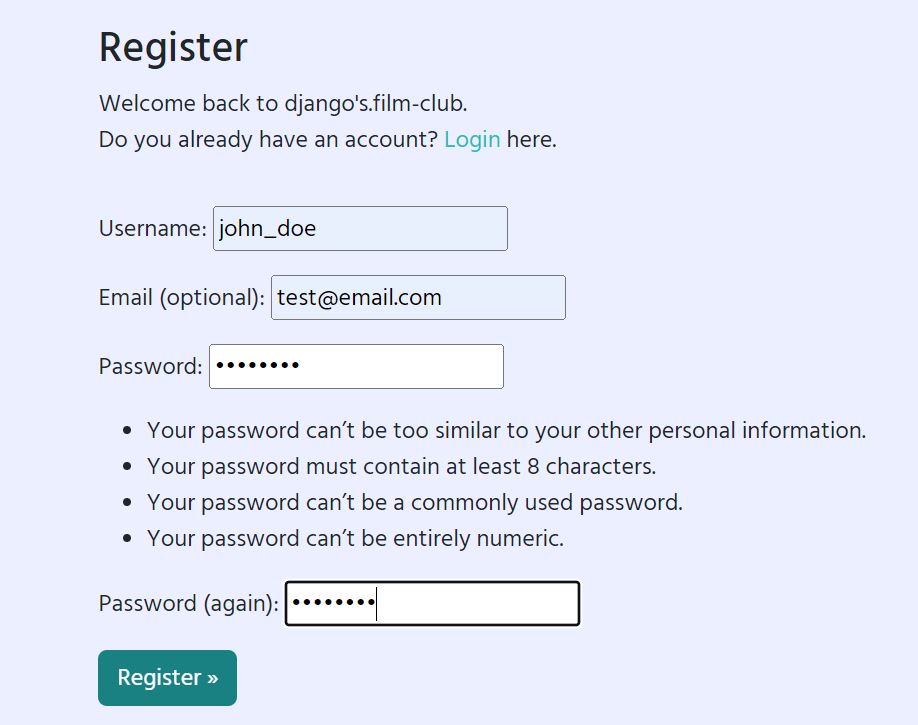 Register
Welcome back to django's.film-club.
Do you already have an account? Login here.
Username: john_doe
Email (optional): test@email.com
Password: ••••••••
• Your password can’t be too similar to your other personal information.
• Your password must contain at least 8 characters.
• Your password can’t be a commonly used password.
• Your password can’t be entirely numeric.
Password (again): ••••••••
Register »